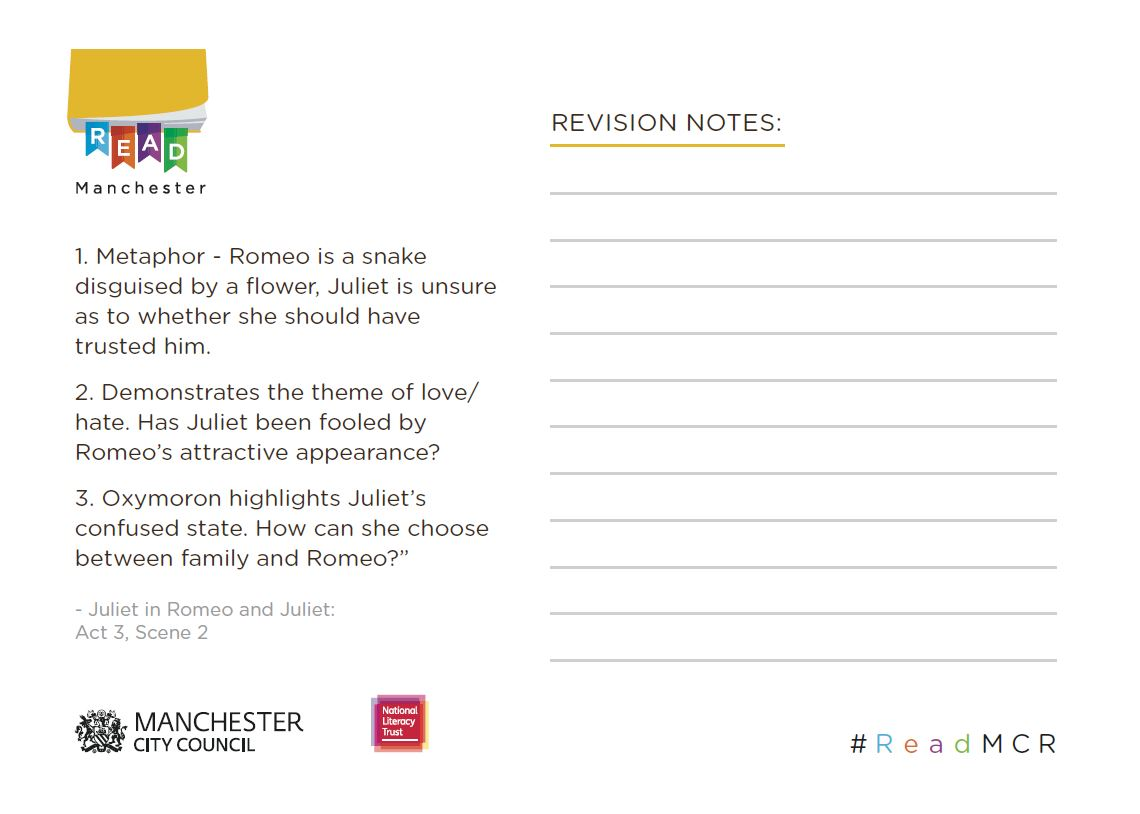 READ
Manchester
1. Metaphor - Romeo is a snake
disguised by a flower, Juliet is unsure
as to whether she should have
trusted him.
2. Demonstrates the theme of love/
hate. Has Juliet been fooled by
Romeo’s attractive appearance?
3. Oxymoron highlights Juliet’s
confused state. How can she choose
between family and Romeo?”
- Juliet in Romeo and Juliet:
Act 3, Scene 2
REVISION NOTES:
MANCHESTER
CITY COUNCIL
National
Literacy
Trust
#ReadMCR